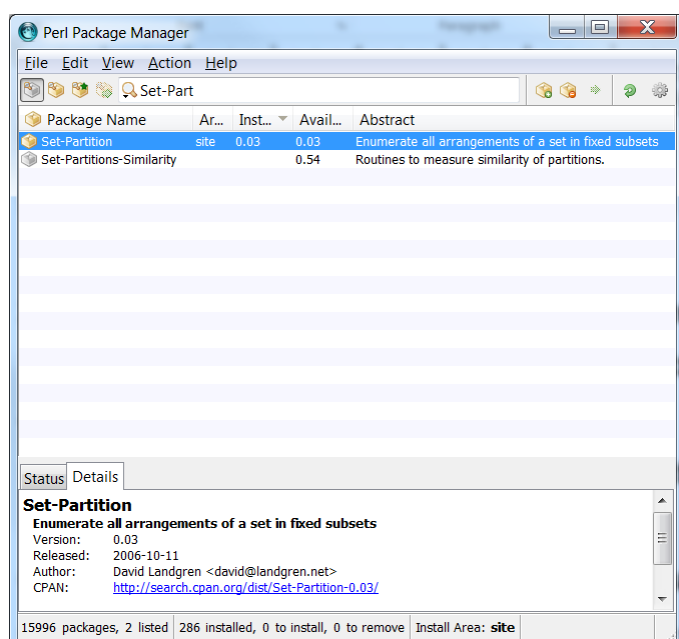 Perl Package Manager
File Edit View Action Help
Set-Part
Package Name Ar... Inst... Avail... Abstract
Set-Partition site 0.03 0.03 Enumerate all arrangements of a set in fixed subsets
Set-Partitions-Similarity 0.54 Routines to measure similarity of partitions.
Status Details
Set-Partition
Enumerate all arrangements of a set in fixed subsets
Version: 0.03
Released: 2006-10-11
Author: David Landgren <david@landgren.net>
CPAN: http://search.cpan.org/dist/Set-Partition-0.03/
15996 packages, 2 listed 286 installed, 0 to install, 0 to remove Install Area: site